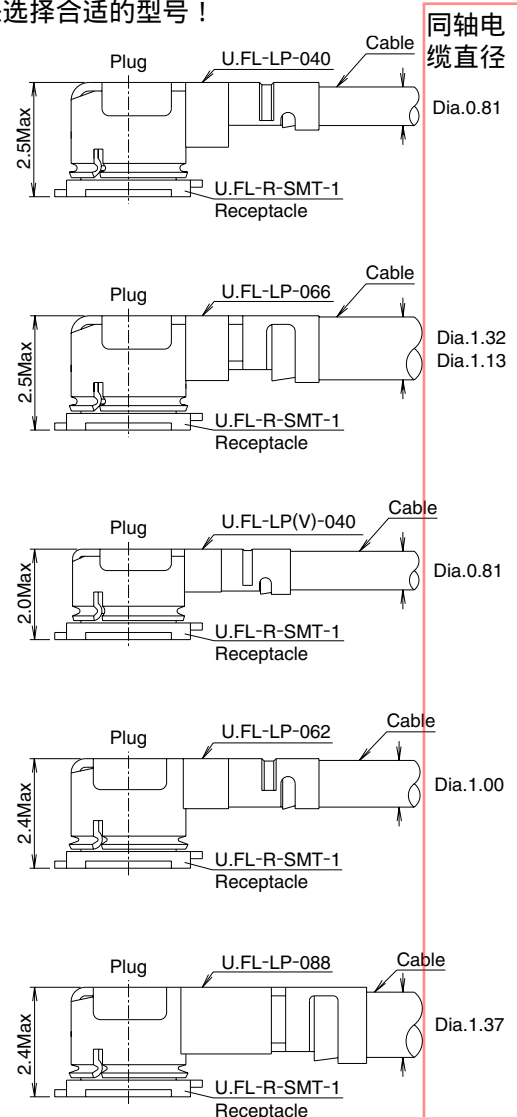 选择合适的型号！
同轴电
缆直径
Plug
U.FL-LP-040
Cable
2.5Max
Dia.0.81
U.FL-R-SMT-1
Receptacle
Plug
U.FL-LP-066
Cable
2.5Max
Dia.1.32
Dia.1.13
U.FL-R-SMT-1
Receptacle
Plug
U.FL-LP(V)-040
Cable
2.0Max
Dia.0.81
U.FL-R-SMT-1
Receptacle
Plug
U.FL-LP-062
Cable
2.4Max
Dia.1.00
U.FL-R-SMT-1
Receptacle
Plug
U.FL-LP-088
Cable
2.4Max
Dia.1.37
U.FL-R-SMT-1
Receptacle